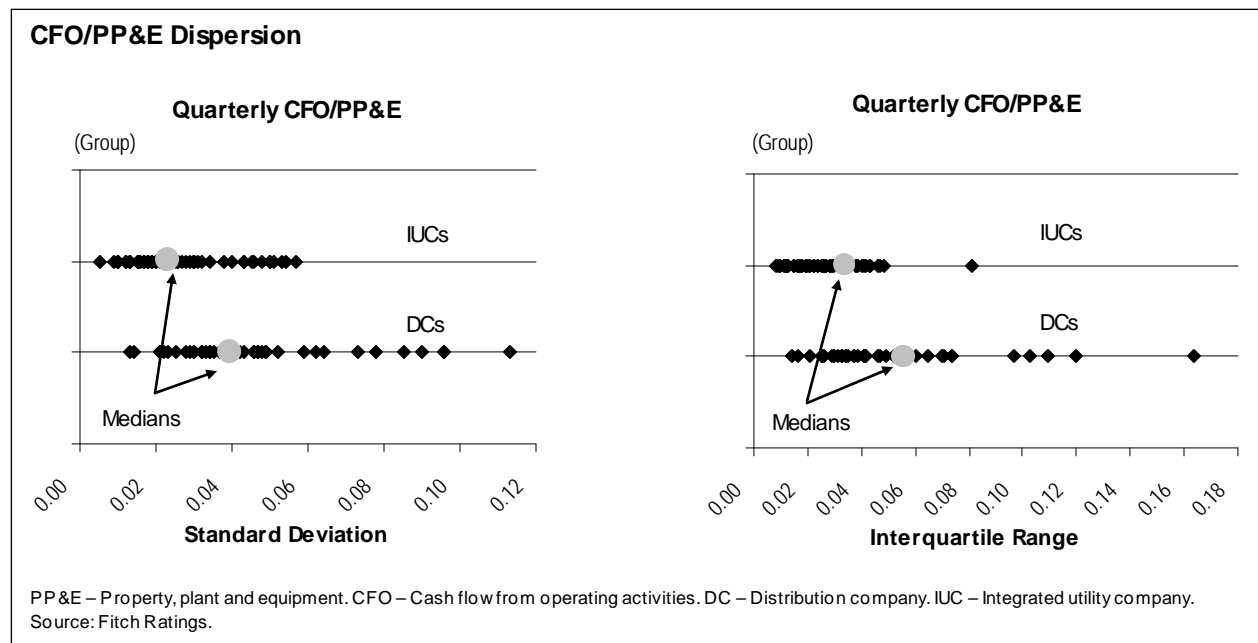 CFO/PP&E Dispersion
Quarterly CFO/PP&E
(Group)
IUCs
DCs
Medians
0.00
0.02
0.04
0.06
0.08
0.10
0.12
Standard Deviation
Quarterly CFO/PP&E
(Group)
IUCs
DCs
Medians
0.00
0.02
0.04
0.06
0.08
0.10
0.12
0.14
0.16
0.18
Interquartile Range
PP&E – Property, plant and equipment. CFO – Cash flow from operating activities. DC – Distribution company. IUC – Integrated utility company.
Source: Fitch Ratings.